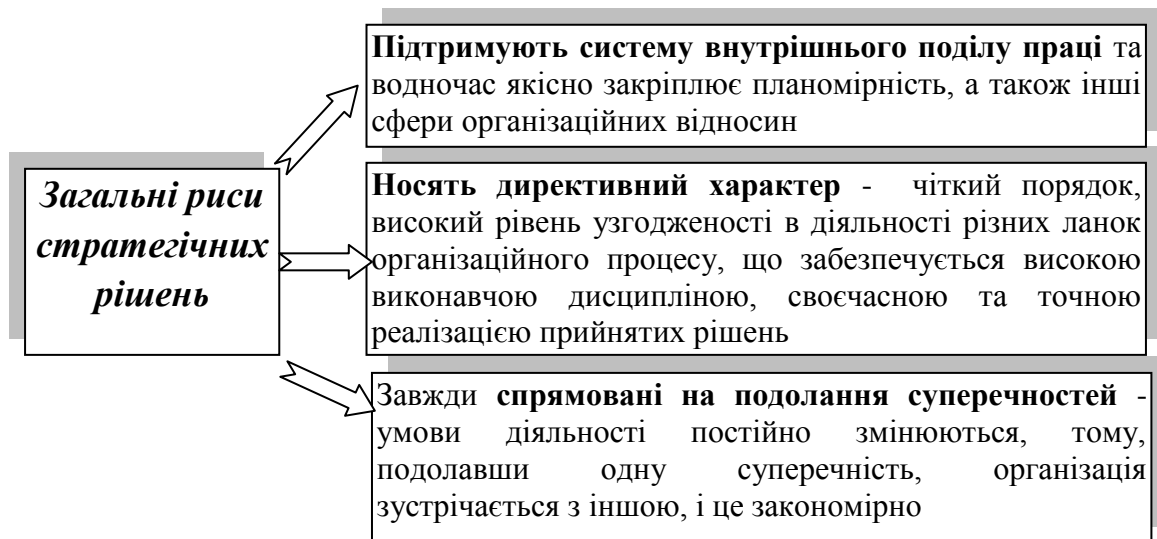 Загальні риси
стратегічних
рішень
Підтримують систему внутрішнього поділу праці та
водночас якісно закріплює планомірність, а також інші
сфери організаційних відносин
Носять директивний характер - чіткий порядок,
високий рівень узгодженості в діяльності різних ланок
організаційного процесу, що забезпечується високою
виконавчою дисципліною, своєчасною та точною
реалізацією прийнятих рішень
Завжди спрямовані на подолання суперечностей -
умови діяльності постійно змінюються, тому,
подолавши одну суперечність, організація
зустрічається з іншою, і це закономірно